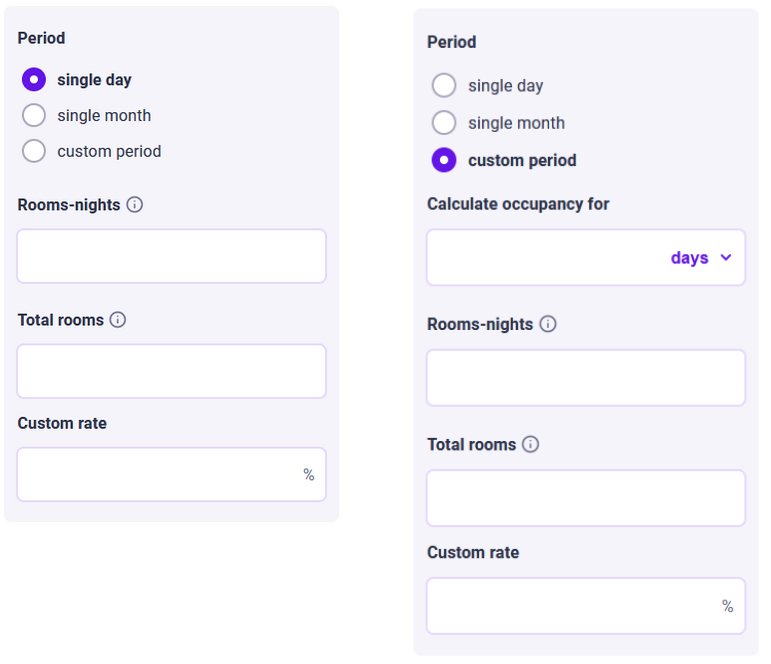 Period
single day
single month
custom period
Rooms-nights
Total rooms
Custom rate
%
Period
single day
single month
custom period
Calculate occupancy for
days
Rooms-nights
Total rooms
Custom rate
%